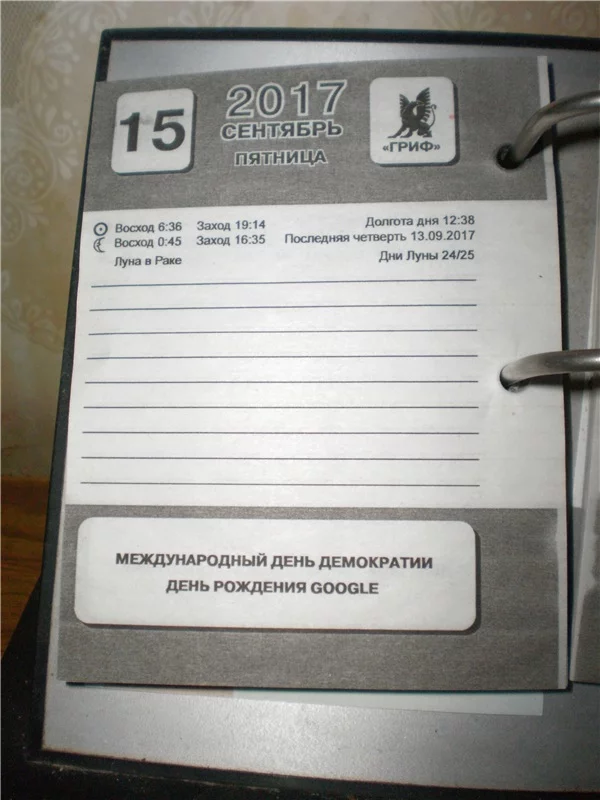 15
2017
СЕНТЯБРЬ
ПЯТНИЦА
«ГРИФ»
Восход 6:36 Заход 19:14 Долгота дня 12:38
Восход 0:45 Заход 16:35 Последняя четверть 13.09.2017
Луна в Раке Дни Луны 24/25
МЕЖДУНАРОДНЫЙ ДЕНЬ ДЕМОКРАТИИ
ДЕНЬ РОЖДЕНИЯ GOOGLE